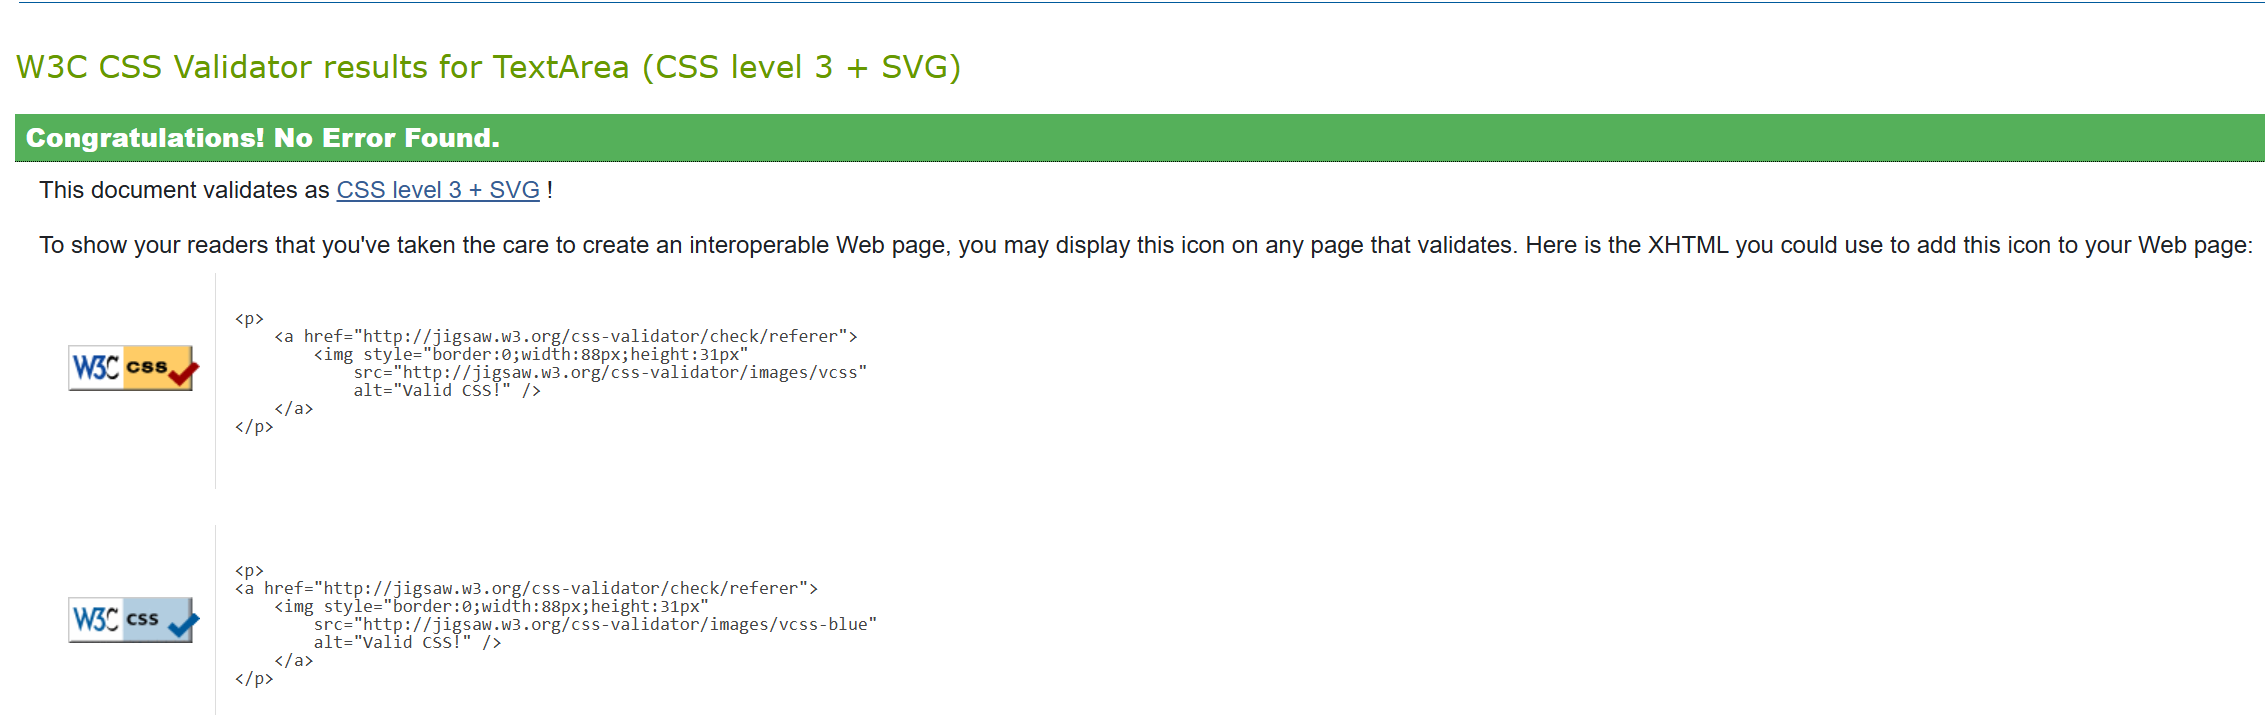 W3C CSS Validator results for TextArea (CSS level 3 + SVG)
Congratulations! No Error Found.
This document validates as CSS level 3 + SVG !
To show your readers that you've taken the care to create an interoperable Web page, you may display this icon on any page that validates. Here is the XHTML you could use to add this icon to your Web page:
W3C css
<p>
    <a href="http://jigsaw.w3.org/css-validator/check/referer">
        <img style="border:0;width:88px;height:31px"
            src="http://jigsaw.w3.org/css-validator/images/vcss"
            alt="Valid CSS!" />
    </a>
</p>
W3C css
<p>
<a href="http://jigsaw.w3.org/css-validator/check/referer">
    <img style="border:0;width:88px;height:31px"
        src="http://jigsaw.w3.org/css-validator/images/vcss-blue"
        alt="Valid CSS!" />
    </a>
</p>